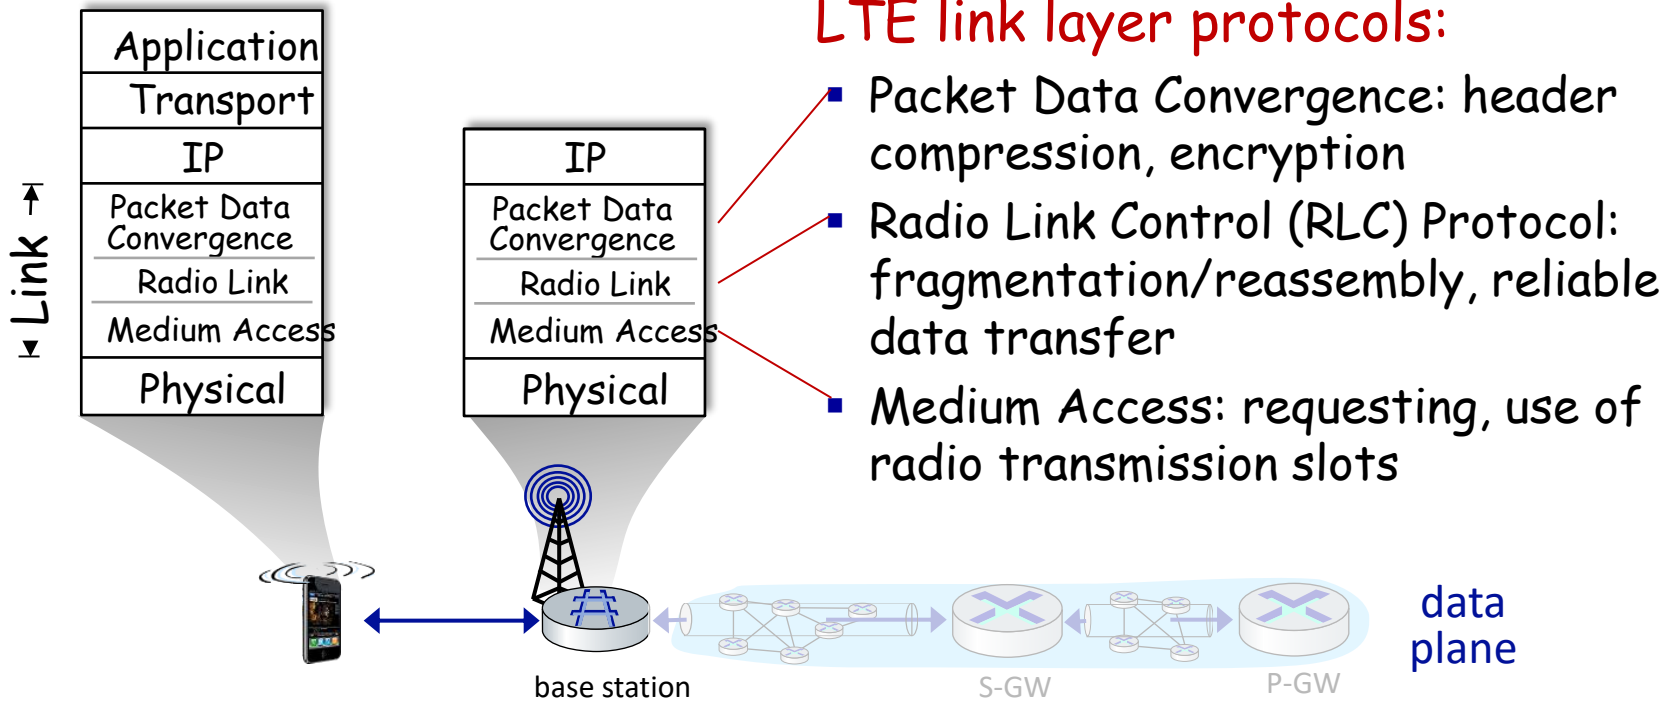 Application
Transport
IP
Packet Data
Convergence
Radio Link
Medium Access
Physical
Link
IP
Packet Data
Convergence
Radio Link
Medium Access
Physical
LTE link layer protocols:
Packet Data Convergence: header
compression, encryption
Radio Link Control (RLC) Protocol:
fragmentation/reassembly, reliable
data transfer
Medium Access: requesting, use of
radio transmission slots
base station
S-GW
P-GW
data
plane